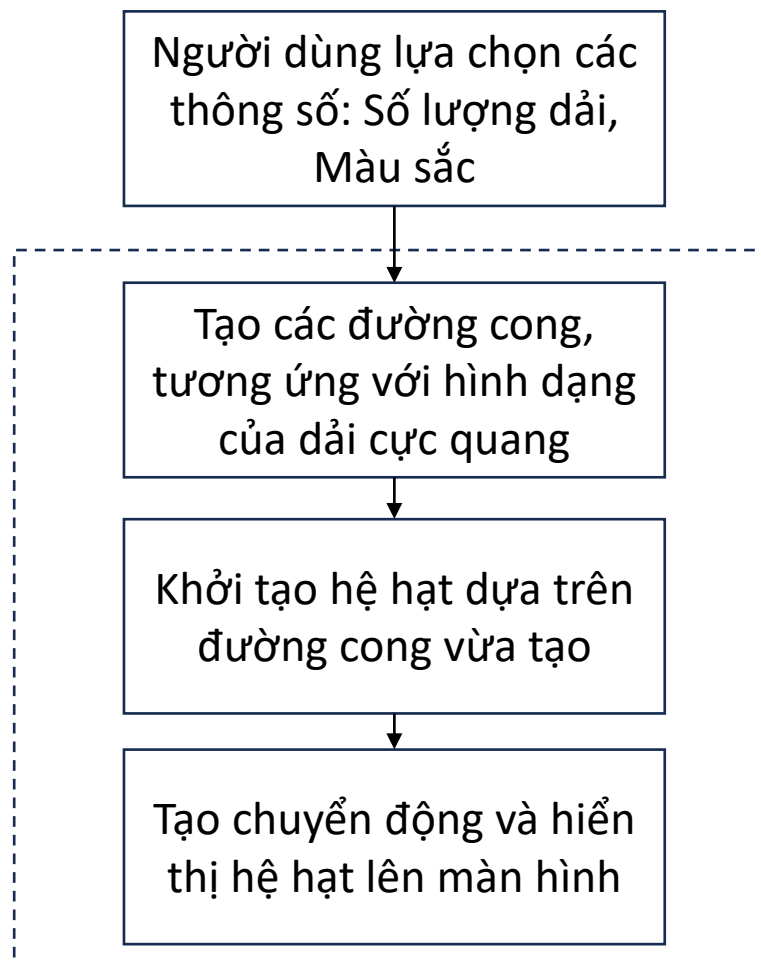 Người dùng lựa chọn các
thông số: Số lượng dải,
Màu sắc
Tạo các đường cong,
tương ứng với hình dạng
của dải cực quang
Khởi tạo hệ hạt dựa trên
đường cong vừa tạo
Tạo chuyển động và hiển
thị hệ hạt lên màn hình